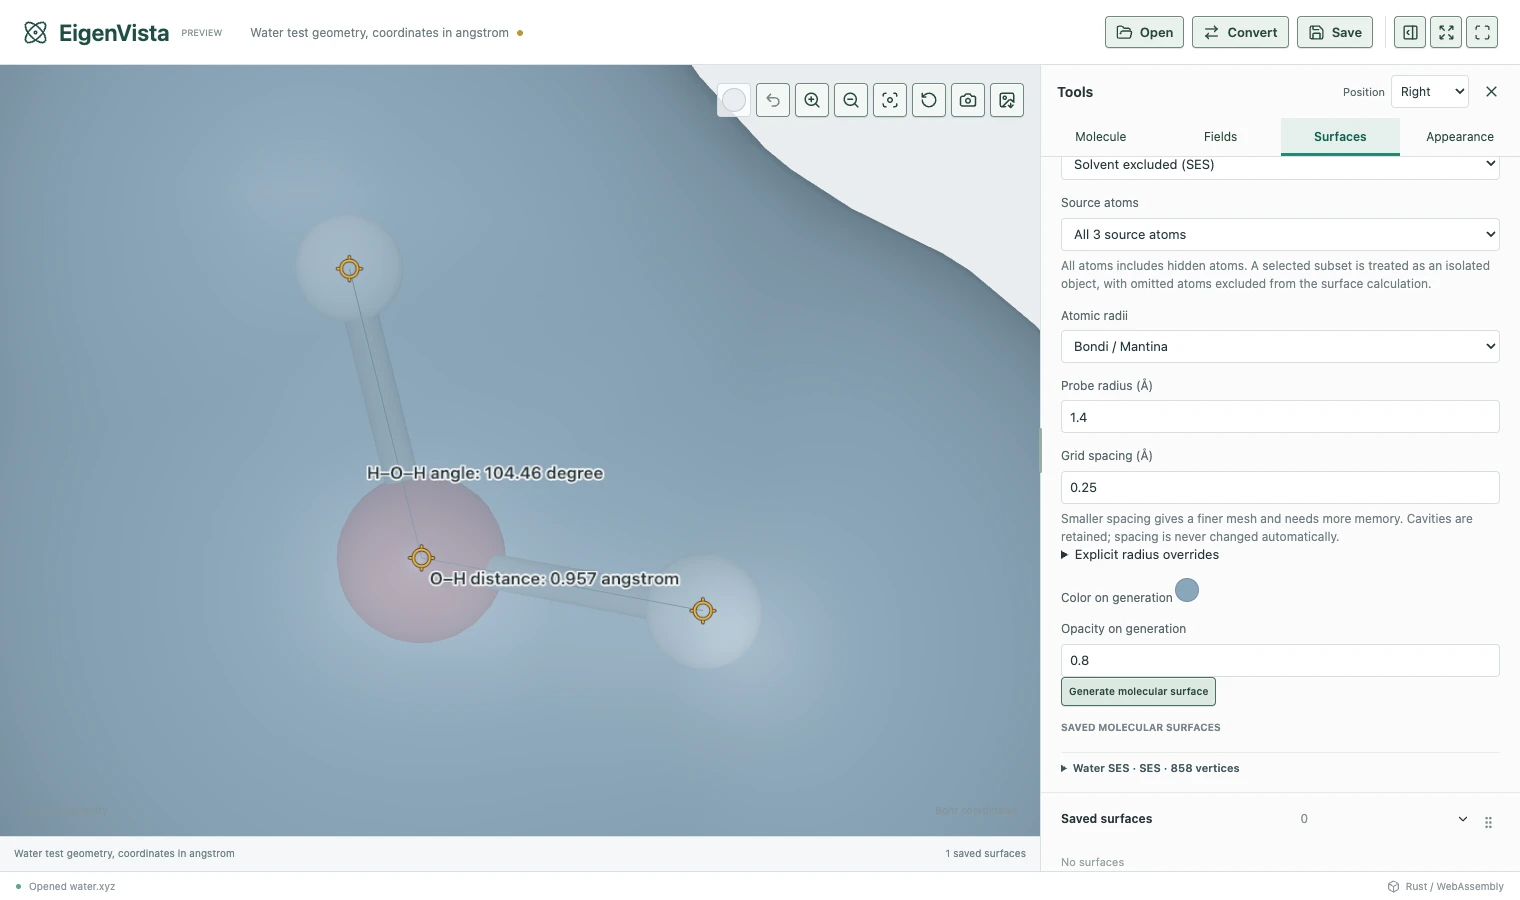 EigenVista
PREVIEW
Water test geometry, coordinates in angstrom
Open
Convert
Save
Tools
Position
Right
Molecule
Fields
Surfaces
Appearance
Solvent excluded (SES)
Source atoms
All 3 source atoms
All atoms includes hidden atoms. A selected subset is treated as an isolated
object, with omitted atoms excluded from the surface calculation.
Atomic radii
Bondi / Mantina
Probe radius (Å)
1.4
Grid spacing (Å)
0.25
Smaller spacing gives a finer mesh and needs more memory. Cavities are
retained; spacing is never changed automatically.
Explicit radius overrides
Color on generation
Opacity on generation
0.8
Generate molecular surface
SAVED MOLECULAR SURFACES
Water SES · SES · 858 vertices
Saved surfaces
0
No surfaces
H–O–H angle: 104.46 degree
O–H distance: 0.957 angstrom
Water test geometry, coordinates in angstrom
1 saved surfaces
Opened water.xyz
Rust / WebAssembly